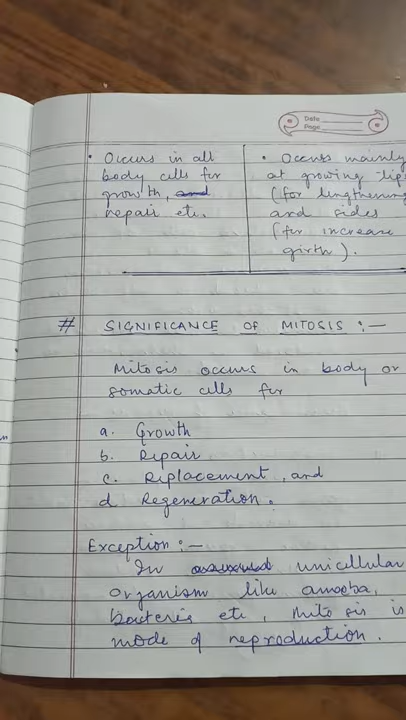 Date
Page
• Occurs in all
body cells for
growth, and
repair etc.
• Occurs mainly
at growing tip
(for lengthening
and sides
(for increase
girth).
# SIGNIFICANCE OF MITOSIS :—
Mitosis occurs in body or
somatic cells for
a. Growth
b. Repair
c. Replacement, and
d Regeneration.
Exception :—
In unicellular
organism like amoeba,
bacteria etc, Mitosis is
mode of reproduction.